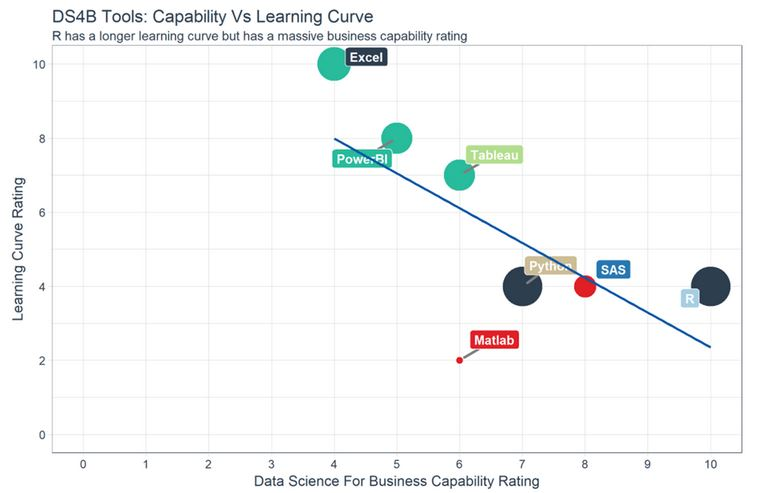 DS4B Tools: Capability Vs Learning Curve
R has a longer learning curve but has a massive business capability rating
10
Excel
8
PowerBI
Tableau
6
Python
SAS
4
R
Matlab
2
0
Learning Curve Rating
0 1 2 3 4 5 6 7 8 9 10
Data Science For Business Capability Rating